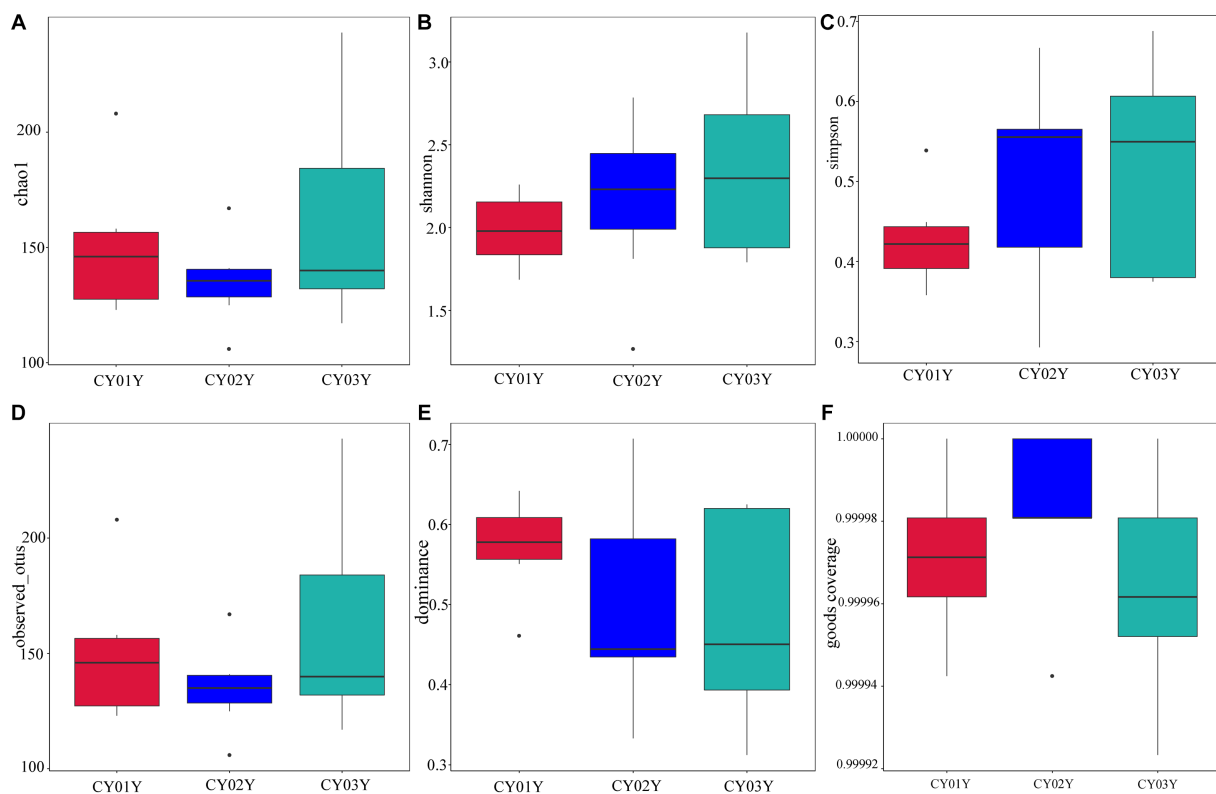 A
chao1
200
150
100
CY01Y
CY02Y
CY03Y
B
shannon
3.0
2.5
2.0
1.5
CY01Y
CY02Y
CY03Y
C
simpson
0.7
0.6
0.5
0.4
0.3
CY01Y
CY02Y
CY03Y
D
observed_otus
200
150
100
CY01Y
CY02Y
CY03Y
E
dominance
0.7
0.6
0.5
0.4
0.3
CY01Y
CY02Y
CY03Y
F
goods coverage
1.00000
0.99998
0.99996
0.99994
0.99992
CY01Y
CY02Y
CY03Y